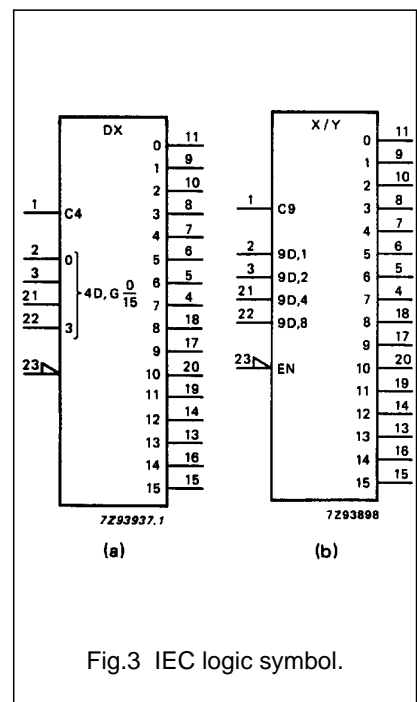 DX
0 11
1 9
2 10
1 C4 3 8
4 7
2 0 5 6
3 4D,G 0/15 6 5
21 7 4
22 3 8 18
9 17
23 10 20
11 19
12 14
13 13
14 16
15 15
7Z93937.1
(a)
X/Y
0 11
1 9
2 10
1 C9 3 8
4 7
2 9D,1 5 6
3 9D,2 6 5
21 9D,4 7 4
22 9D,8 8 18
9 17
23 EN 10 20
11 19
12 14
13 13
14 16
15 15
7Z93898
(b)
Fig.3 IEC logic symbol.